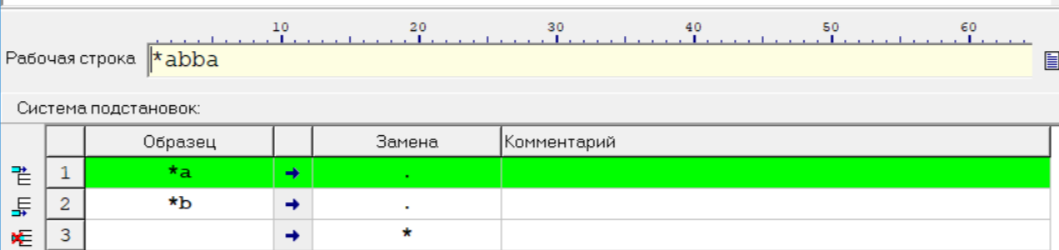 10 20 30 40 50 60
Рабочая строка *abba
Система подстановок:
Образец Замена Комментарий
1 *a → .
2 *b → .
3 → *